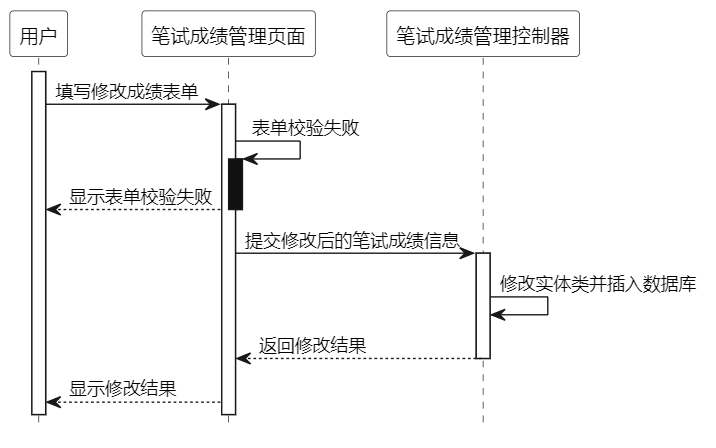 用户
笔试成绩管理页面
笔试成绩管理控制器
填写修改成绩表单
表单校验失败
显示表单校验失败
提交修改后的笔试成绩信息
修改实体类并插入数据库
返回修改结果
显示修改结果